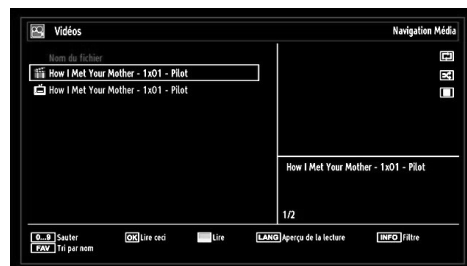 Vidéos Navigation Média
Nom du fichier
How I Met Your Mother - 1x01 - Pilot
How I Met Your Mother - 1x01 - Pilot
How I Met Your Mother - 1x01 - Pilot
1/2
0...9 Sauter OK Lire ceci Lire LANG Aperçu de la lecture INFO Filtre
FAV Tri par nom